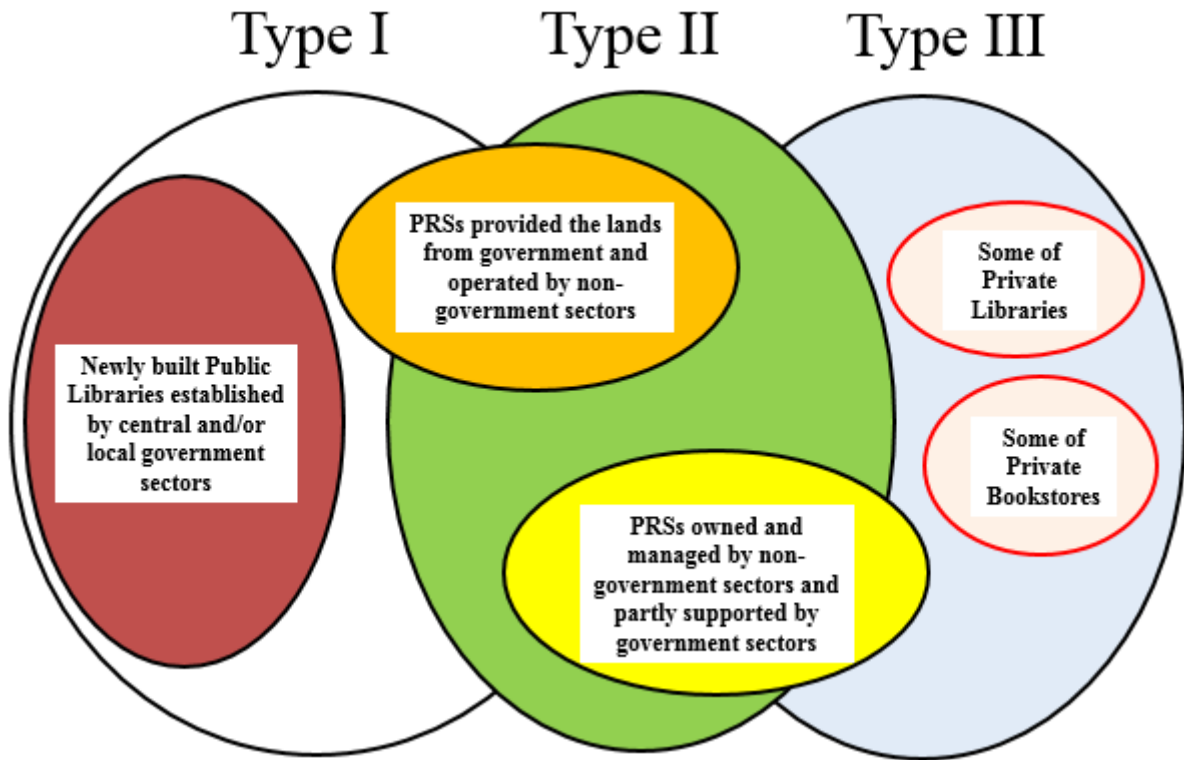 Type I
Type II
Type III
PRSs provided the lands
from government and
operated by non-
government sectors
Some of
Private
Libraries
Newly built Public
Libraries established
by central and/or
local government
sectors
Some of
Private
Bookstores
PRSs owned and
managed by non-
government sectors and
partly supported by
government sectors